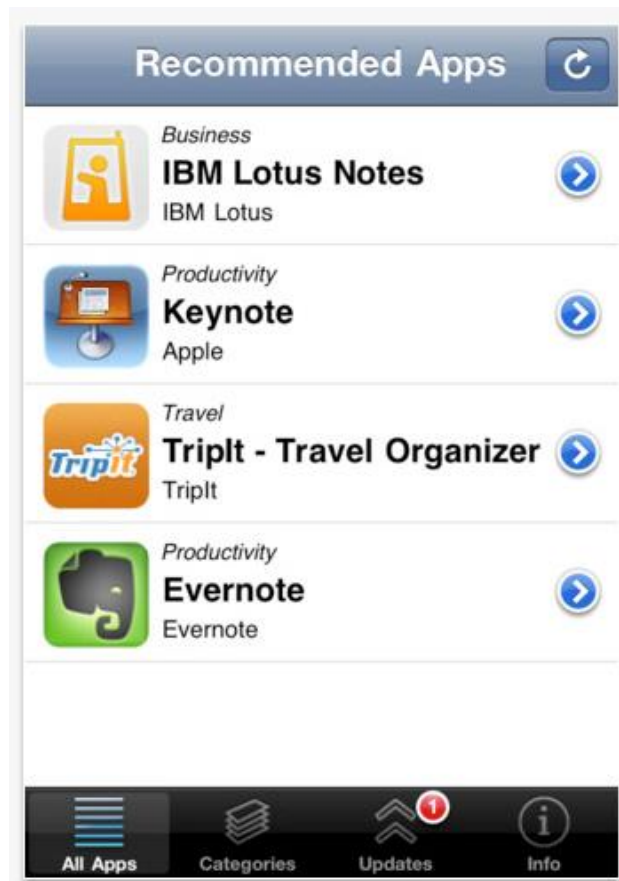 Recommended Apps
Business
IBM Lotus Notes
IBM Lotus
Productivity
Keynote
Apple
Travel
TripIt - Travel Organizer
TripIt
TripIt
Productivity
Evernote
Evernote
1
All Apps
Categories
Updates
Info